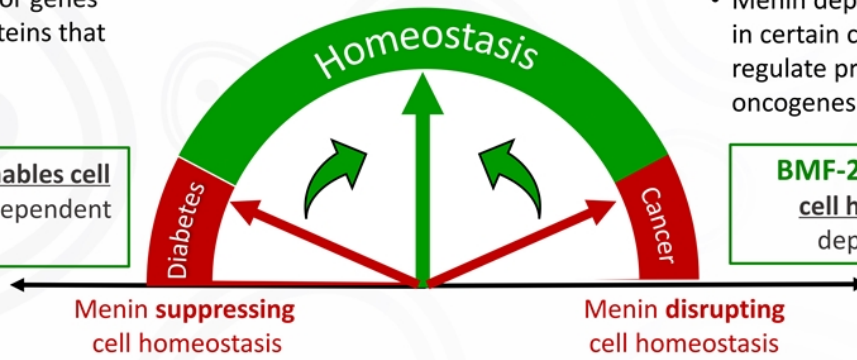 or genes
teins that
Homeostasis
• Menin dep
in certain c
regulate pr
oncogenes
ables cell
ependent
Diabetes
Cancer
BMF-2
cell h
dep
Menin suppressing
cell homeostasis
Menin disrupting
cell homeostasis